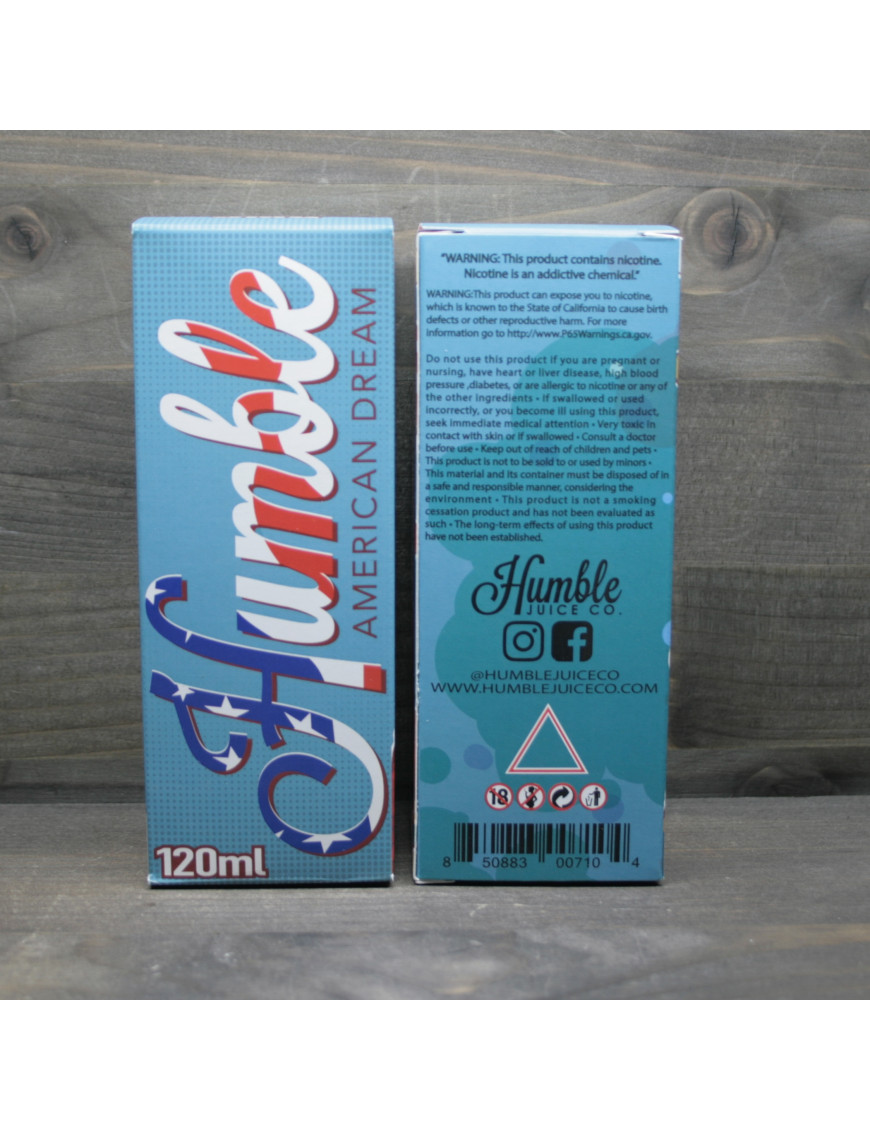 Humble
AMERICAN DREAM
120ml
"WARNING: This product contains nicotine.
Nicotine is an addictive chemical."
WARNING:This product can expose you to nicotine,
which is known to the State of California to cause birth
defects or other reproductive harm. For more
information go to http://www.P65Warnings.ca.gov.
Do not use this product if you are pregnant or
nursing, have heart or liver disease, high blood
pressure ,diabetes, or are allergic to nicotine or any of
the other ingredients • If swallowed or used
incorrectly, or you become ill using this product,
seek immediate medical attention • Very toxic in
contact with skin or if swallowed • Consult a doctor
before use • Keep out of reach of children and pets •
This product is not to be sold to or used by minors •
This material and its container must be disposed of in
a safe and responsible manner, considering the
environment • This product is not a smoking
cessation product and has not been evaluated as
such • The long-term effects of using this product
have not been established.
Humble
JUICE CO.
@HUMBLEJUICECO
WWW.HUMBLEJUICECO.COM
18
8 50883 00710 4